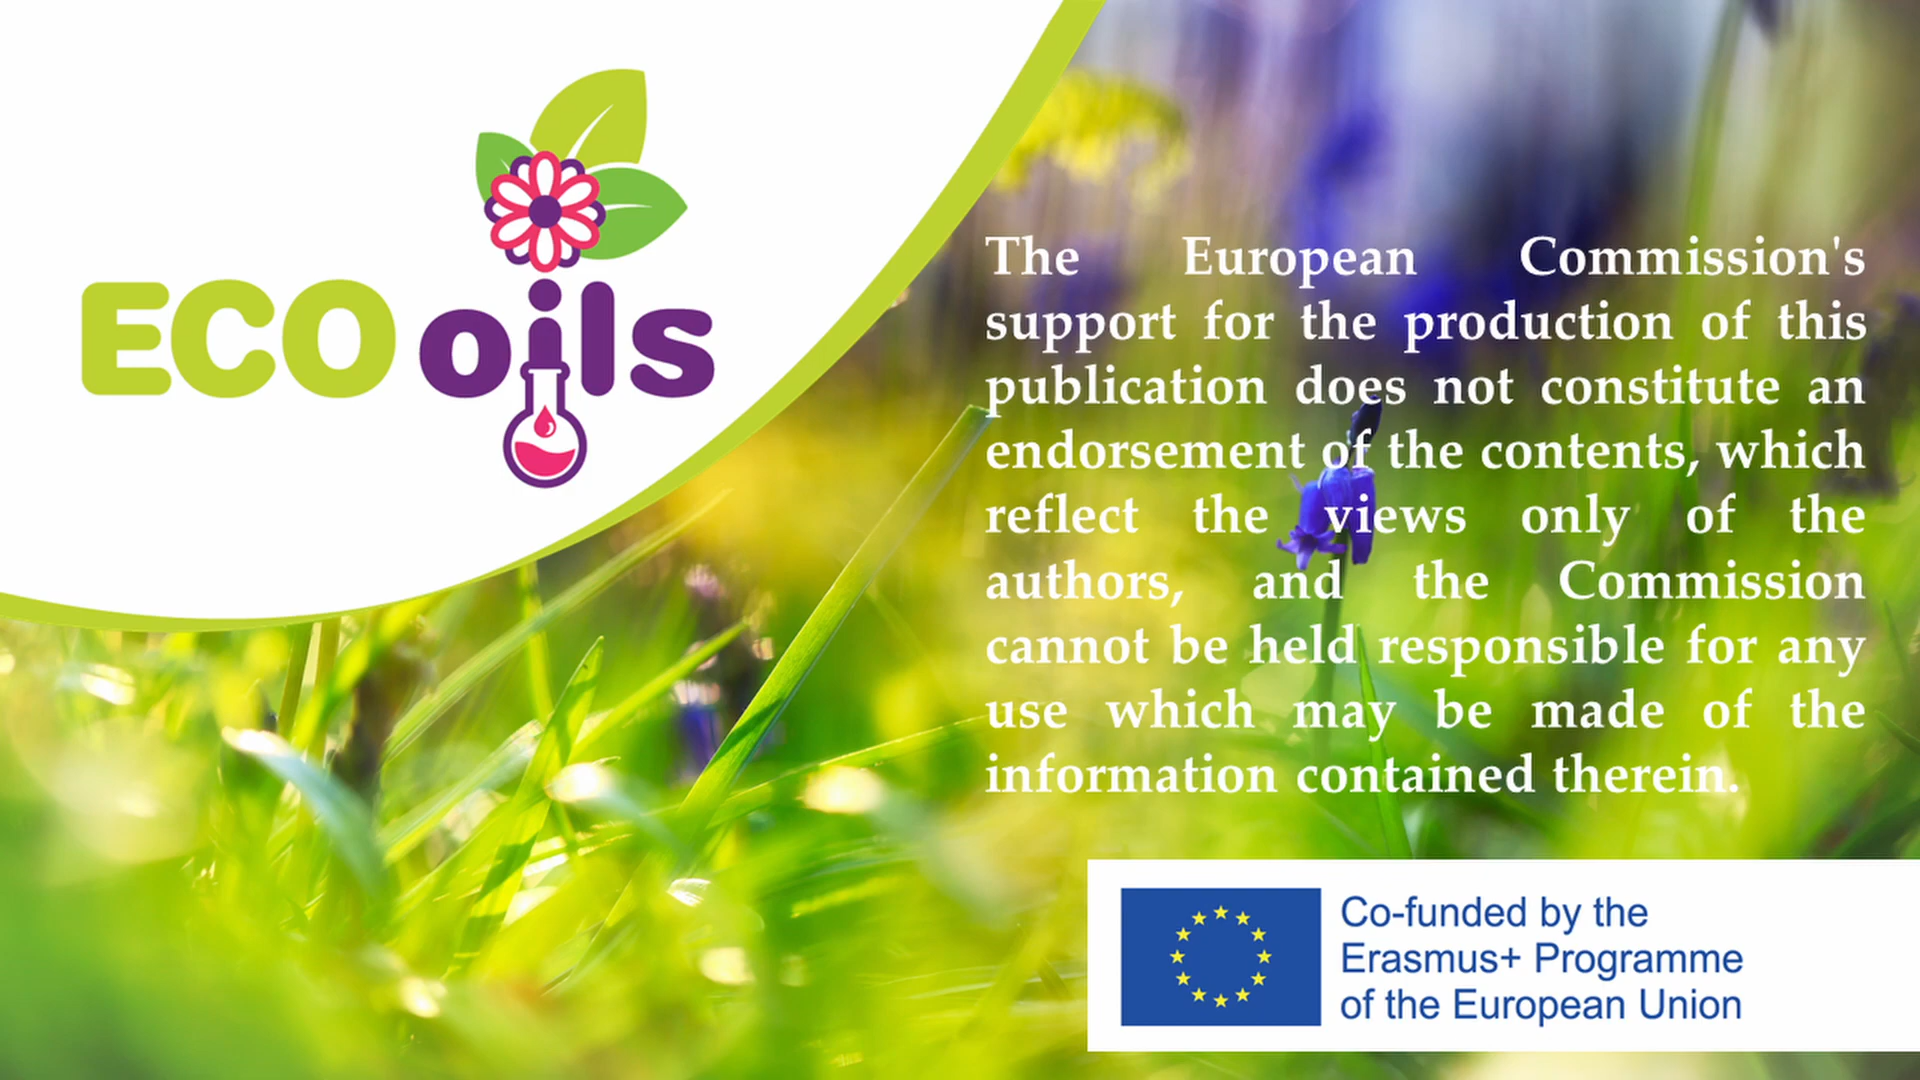 ECO oils
The European Commission's
support for the production of this
publication does not constitute an
endorsement of the contents, which
reflect the views only of the
authors, and the Commission
cannot be held responsible for any
use which may be made of the
information contained therein.
Co-funded by the
Erasmus+ Programme
of the European Union